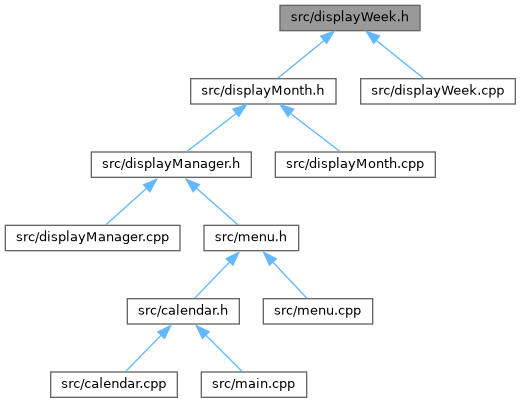 src/displayWeek.h
src/displayMonth.h
src/displayWeek.cpp
src/displayManager.h
src/displayMonth.cpp
src/displayManager.cpp
src/menu.h
src/calendar.h
src/menu.cpp
src/calendar.cpp
src/main.cpp